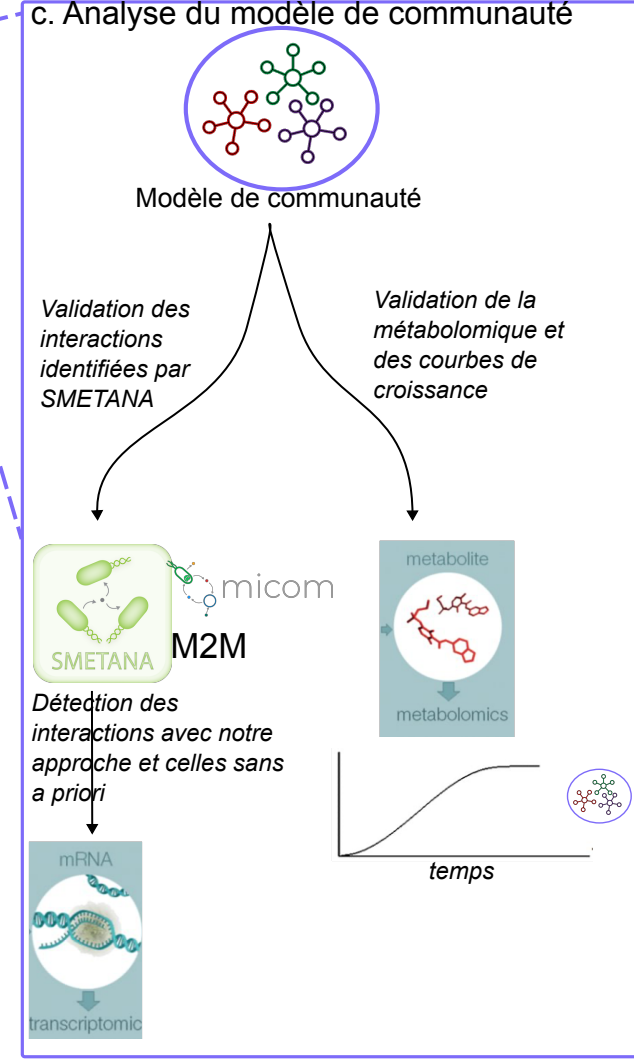 c. Analyse du modèle de communauté
Modèle de communauté
Validation des
interactions
identifiées par
SMETANA
Validation de la
métabolomique et
des courbes de
croissance
SMETANA
micom
M2M
metabolite
metabolomics
Détection des
interactions avec notre
approche et celles sans
a priori
temps
mRNA
transcriptomic